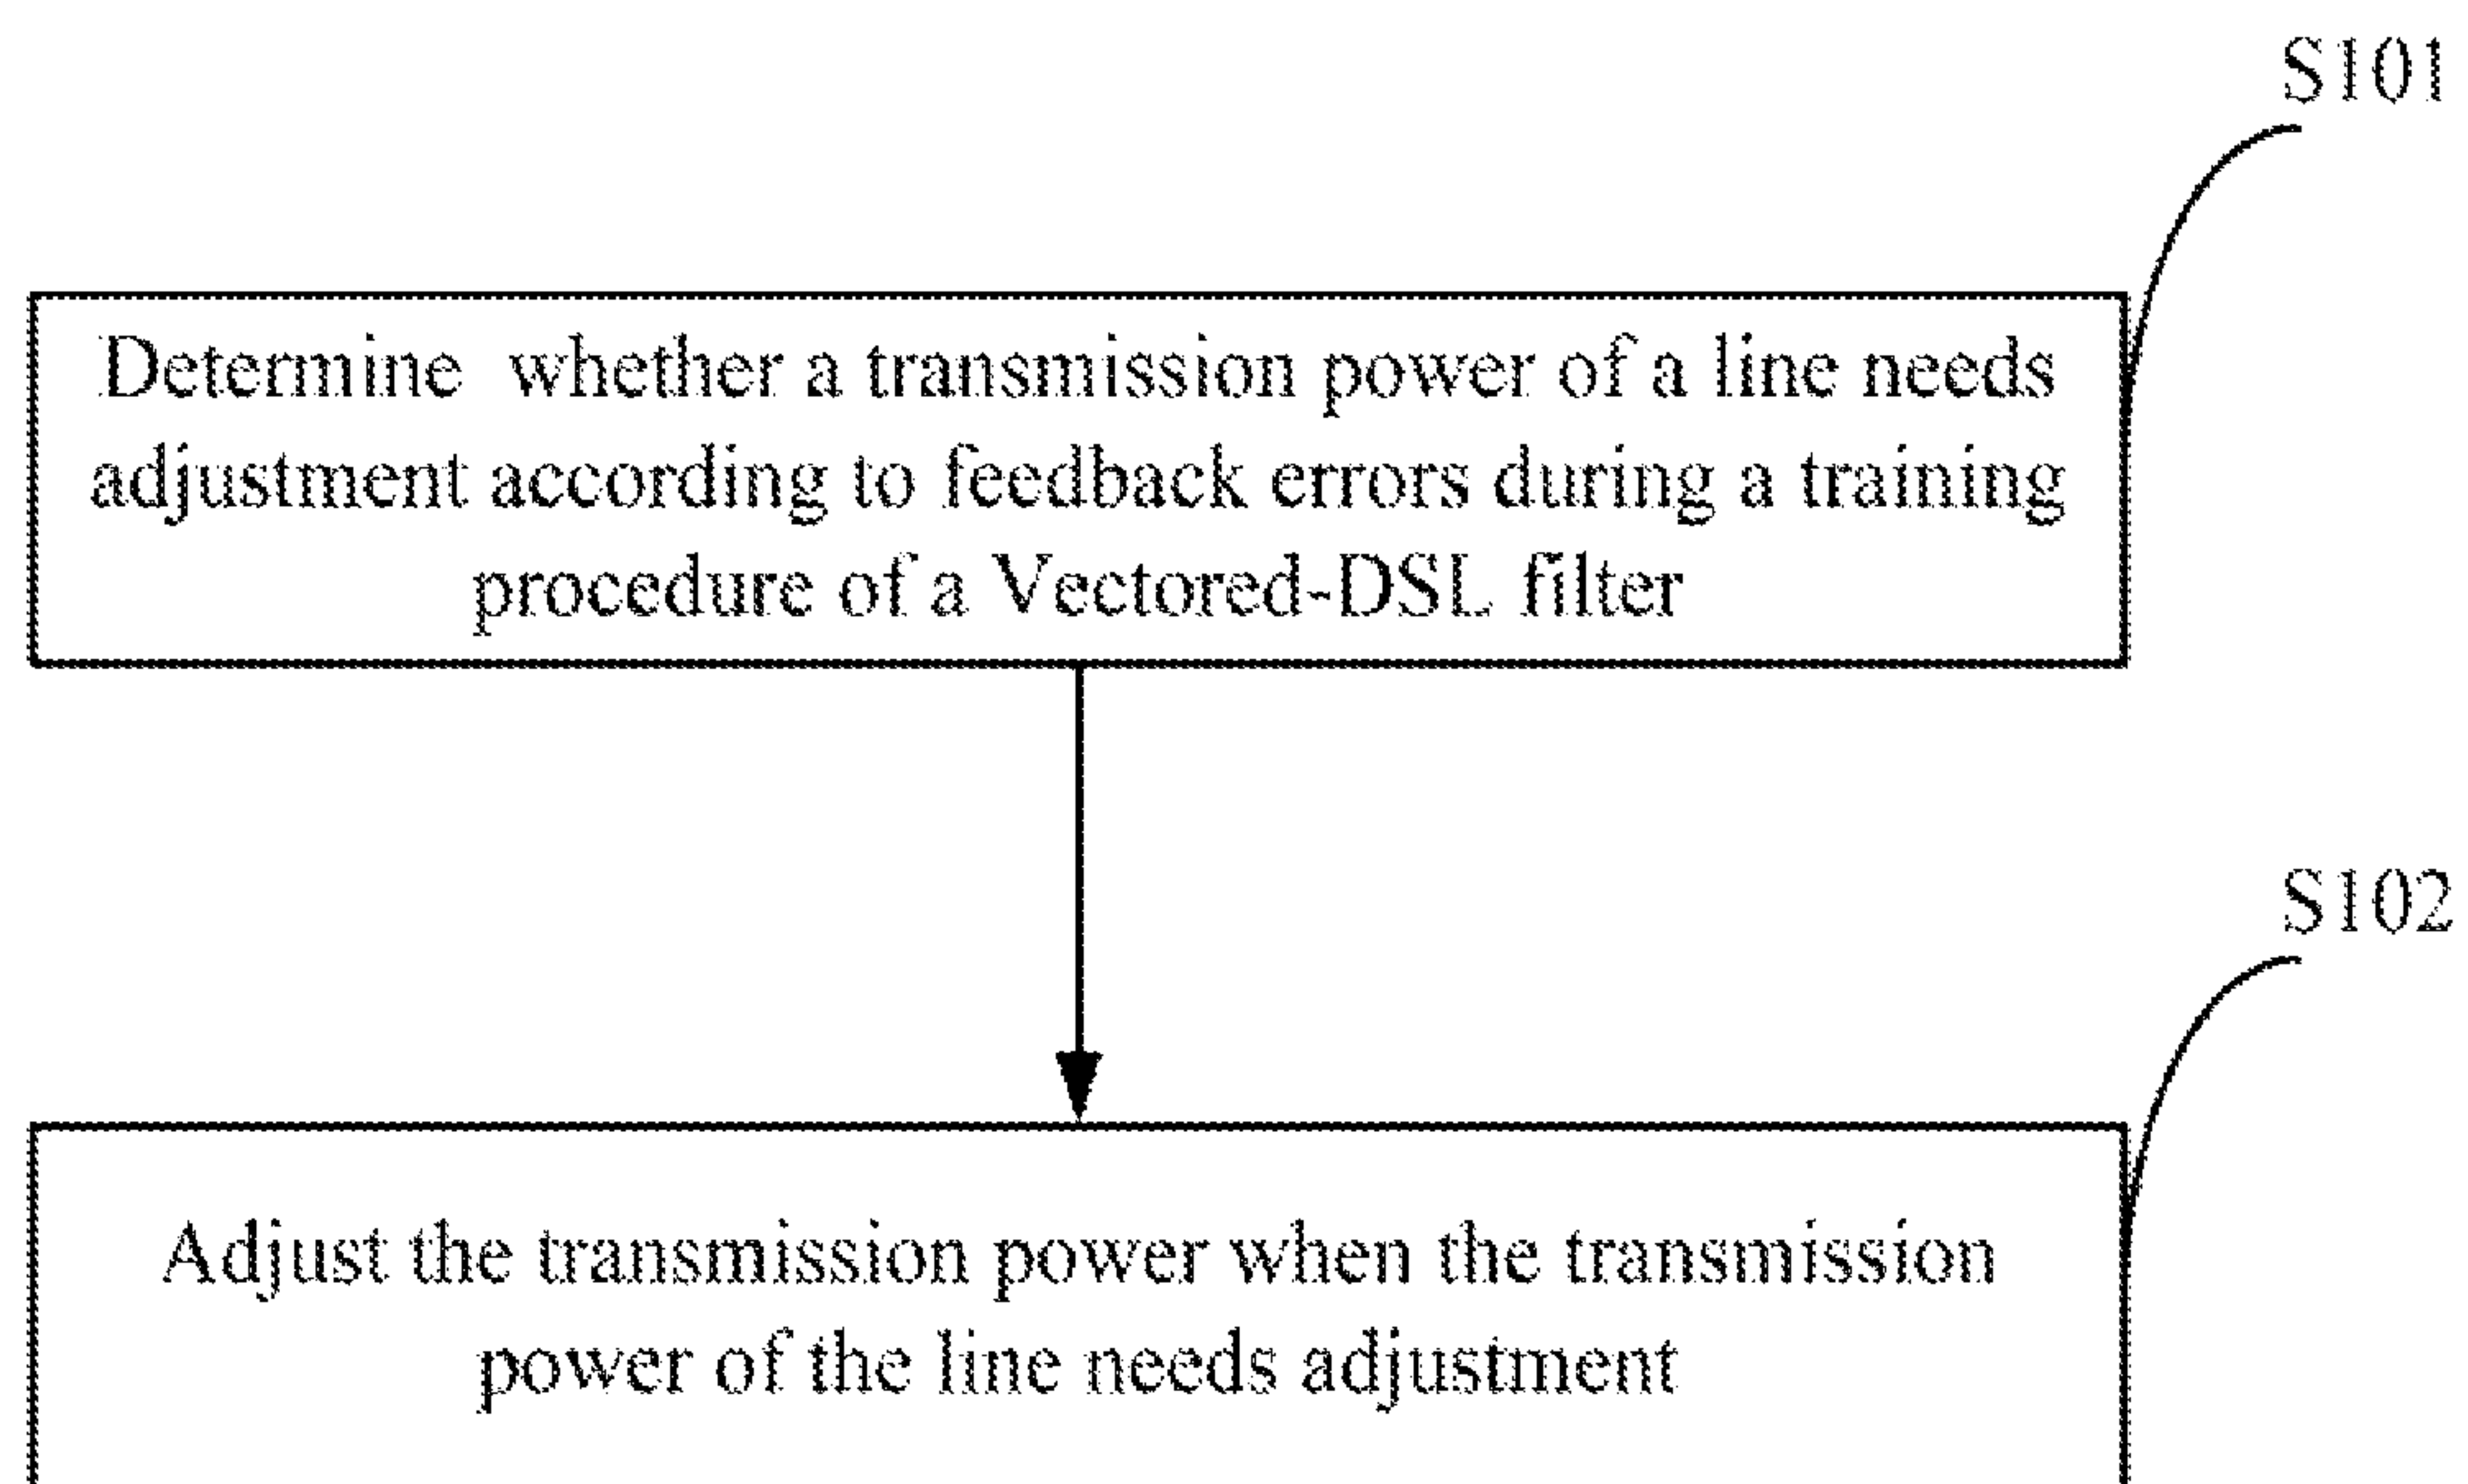 S101
Determine whether a transmission power of a line needs
adjustment according to feedback errors during a training
procedure of a Vectored-DSL filter
S102
Adjust the transmission power when the transmission
power of the line needs adjustment